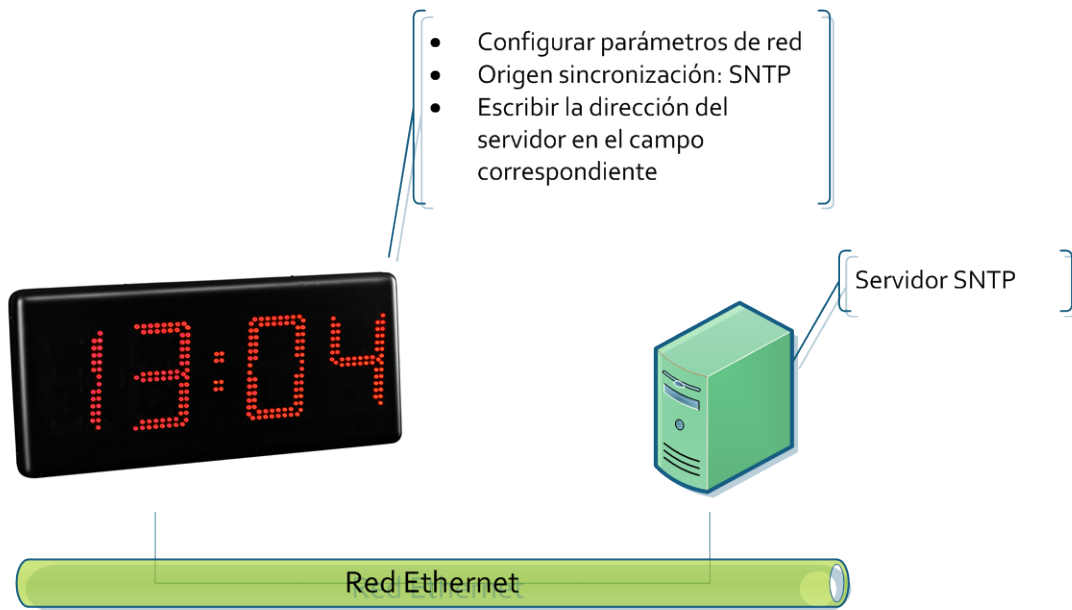 • Configurar parámetros de red
• Origen sincronización: SNTP
• Escribir la dirección del
servidor en el campo
correspondiente
Servidor SNTP
13:04
Red Ethernet